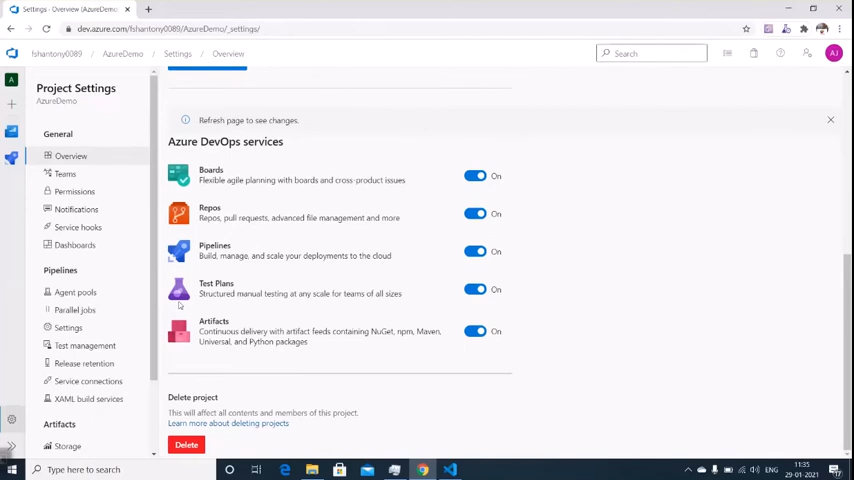 Settings - Overview (AzureDemo
dev.azure.com/fshantony0089/AzureDemo/_settings/
fshantony0089 / AzureDemo / Settings / Overview
Search
AJ
A
Project Settings
AzureDemo
General
Overview
Teams
Permissions
Notifications
Service hooks
Dashboards
Pipelines
Agent pools
Parallel jobs
Settings
Test management
Release retention
Service connections
XAML build services
Artifacts
Storage
Refresh page to see changes.
Azure DevOps services
Boards
Flexible agile planning with boards and cross-product issues
On
Repos
Repos, pull requests, advanced file management and more
On
Pipelines
Build, manage, and scale your deployments to the cloud
On
Test Plans
Structured manual testing at any scale for teams of all sizes
On
Artifacts
Continuous delivery with artifact feeds containing NuGet, npm, Maven,
Universal, and Python packages
On
Delete project
This will affect all contents and members of this project.
Learn more about deleting projects
Delete
Type here to search
ENG
11:35
29-01-2021